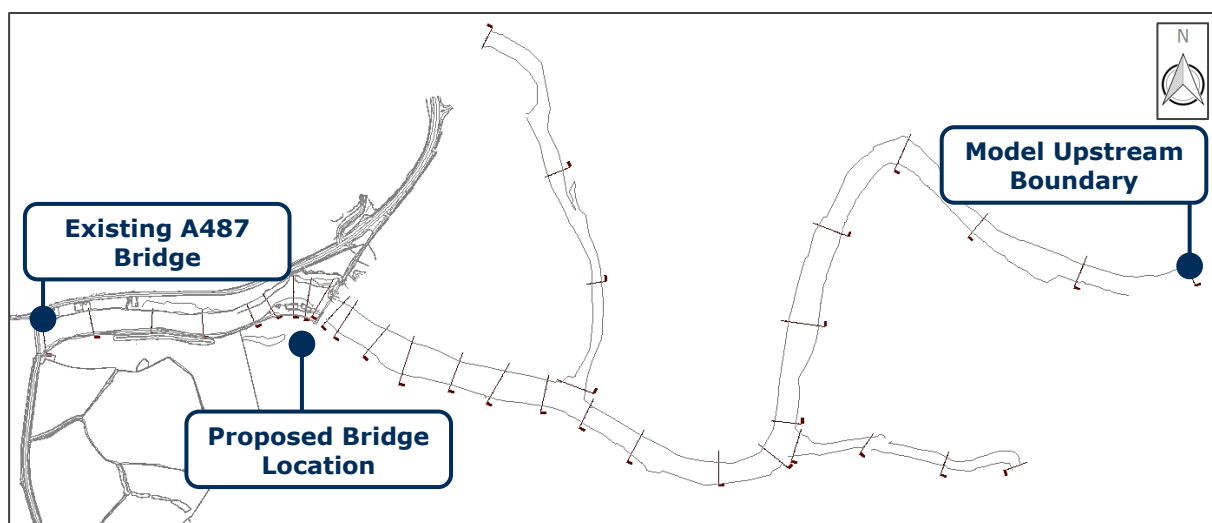 N
Model Upstream
Boundary
Existing A487
Bridge
Proposed Bridge
Location